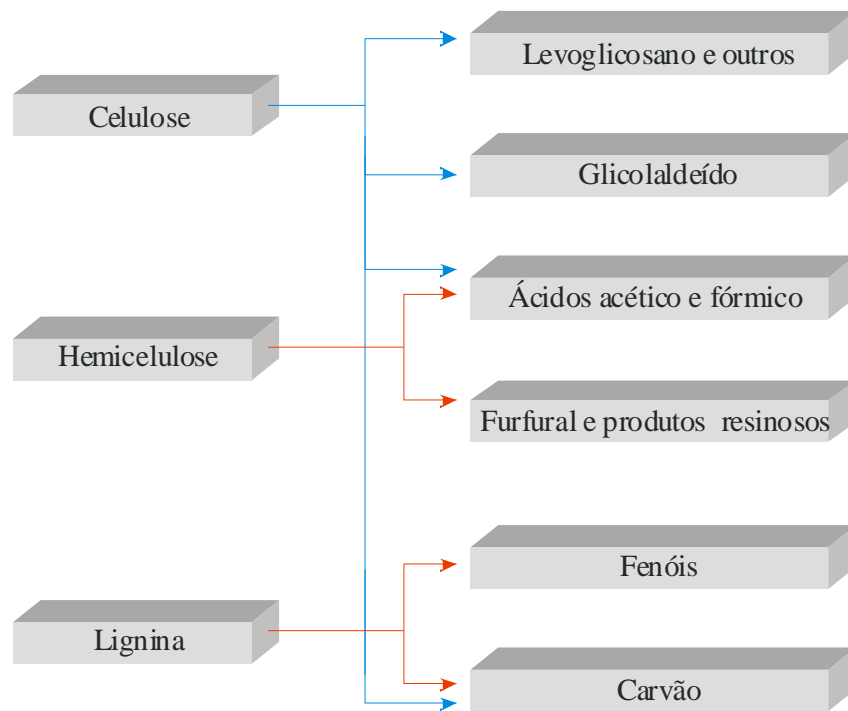 Levoglicosano e outros
Celulose
Glicolaldeído
Ácidos acético e fórmico
Hemicelulose
Furfural e produtos resinosos
Fenóis
Lignina
Carvão